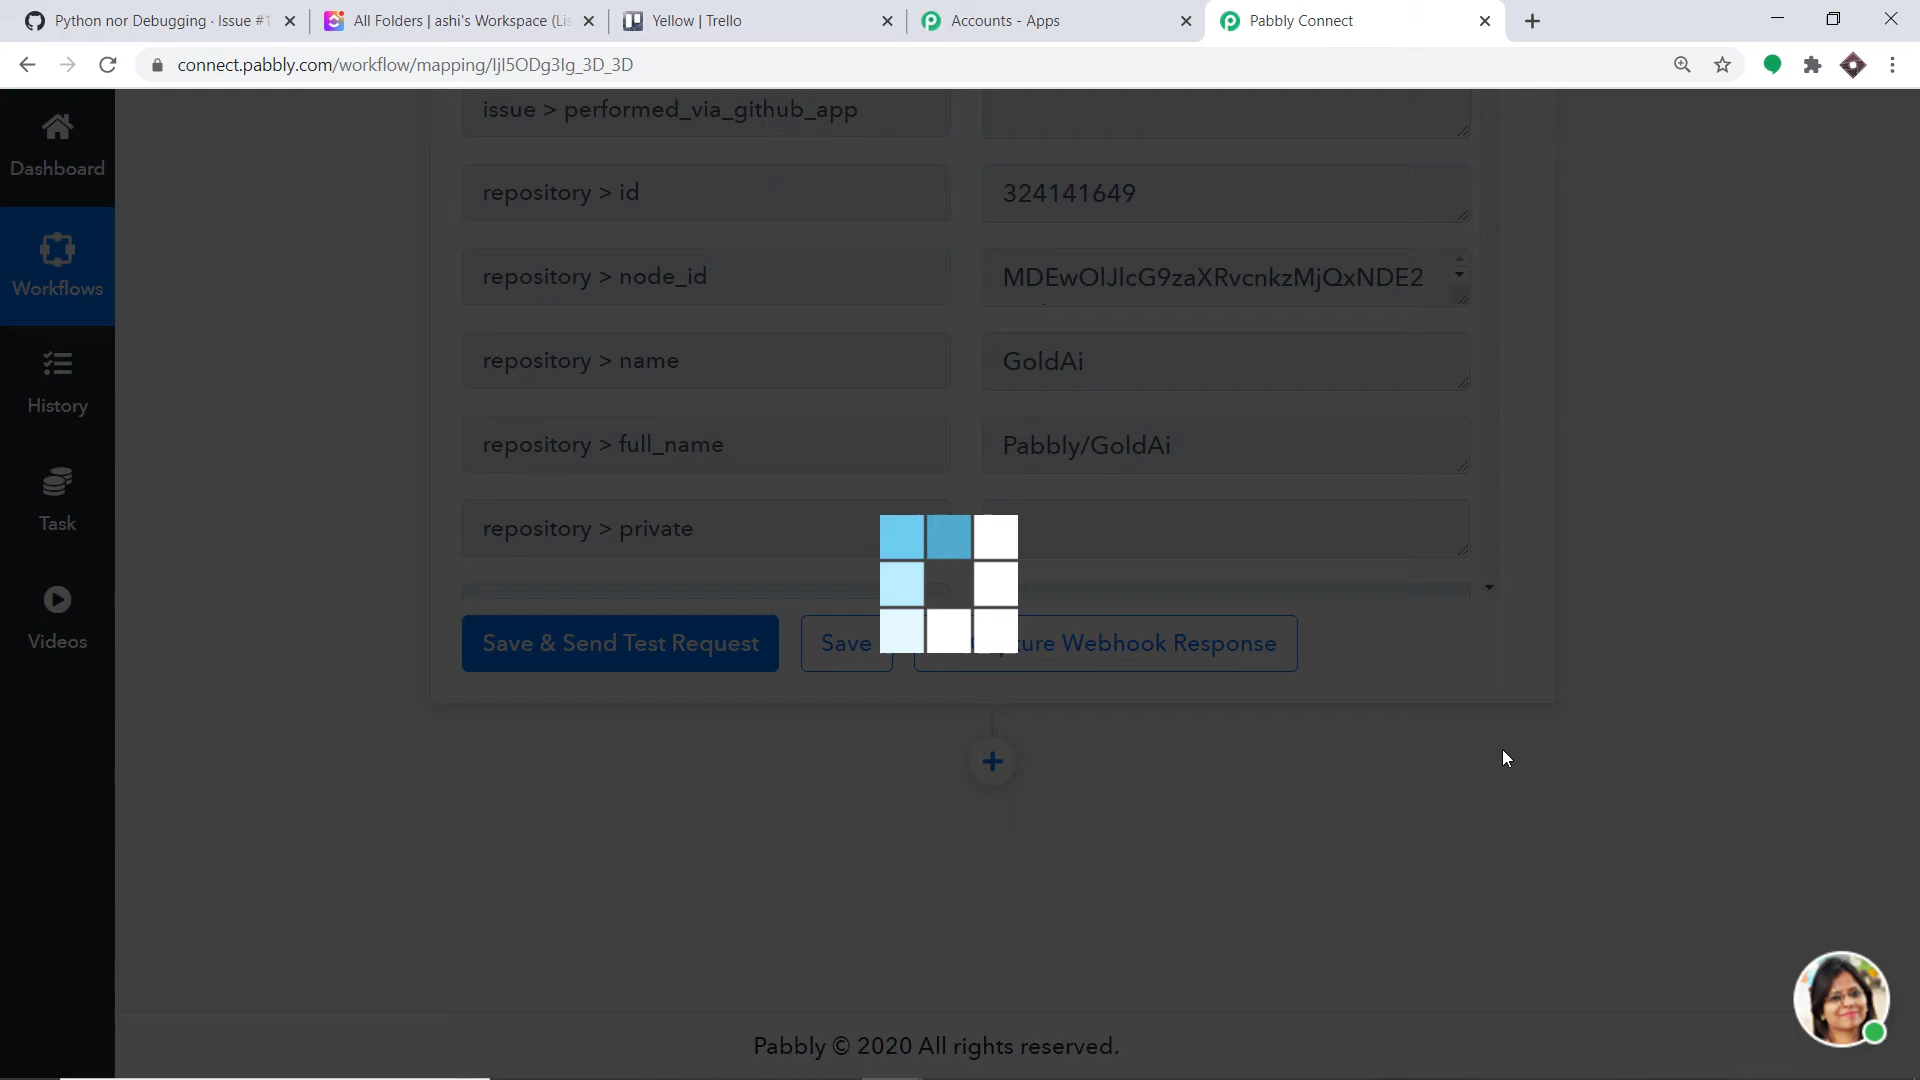 Python nor Debugging · Issue #1
All Folders | ashi's Workspace (Lis
Yellow | Trello
Accounts - Apps
Pabbly Connect
connect.pabbly.com/workflow/mapping/IjI5ODg3Ig_3D_3D
Dashboard
Workflows
History
Task
Videos
issue > performed_via_github_app
repository > id
324141649
repository > node_id
MDEwOlJlcG9zaXRvcnkzMjQxNDE2
repository > name
GoldAi
repository > full_name
Pabbly/GoldAi
repository > private
Save & Send Test Request
Save
Webhook Response
Pabbly © 2020 All rights reserved.